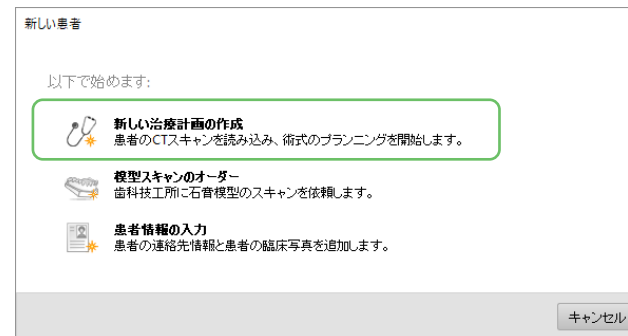 新しい患者
以下で始めます:
新しい治療計画の作成
患者のCTスキャンを読み込み、術式のプランニングを開始します。
模型スキャンのオーダー
歯科技工所に石膏模型のスキャンを依頼します。
患者情報の入力
患者の連絡先情報と患者の臨床写真を追加します。
キャンセル